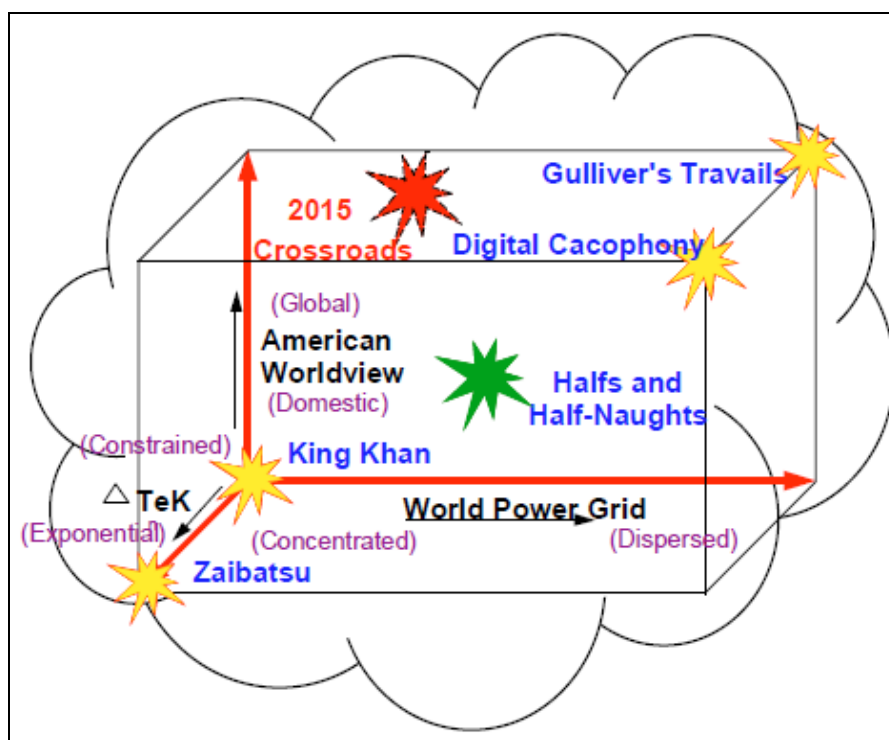 Gulliver's Travails
2015
Crossroads
Digital Cacophony
(Global)
American
Worldview
(Domestic)
Halfs and
Half-Naughts
(Constrained)
King Khan
△ TeK
World Power Grid
(Exponential)
(Concentrated)
(Dispersed)
Zaibatsu